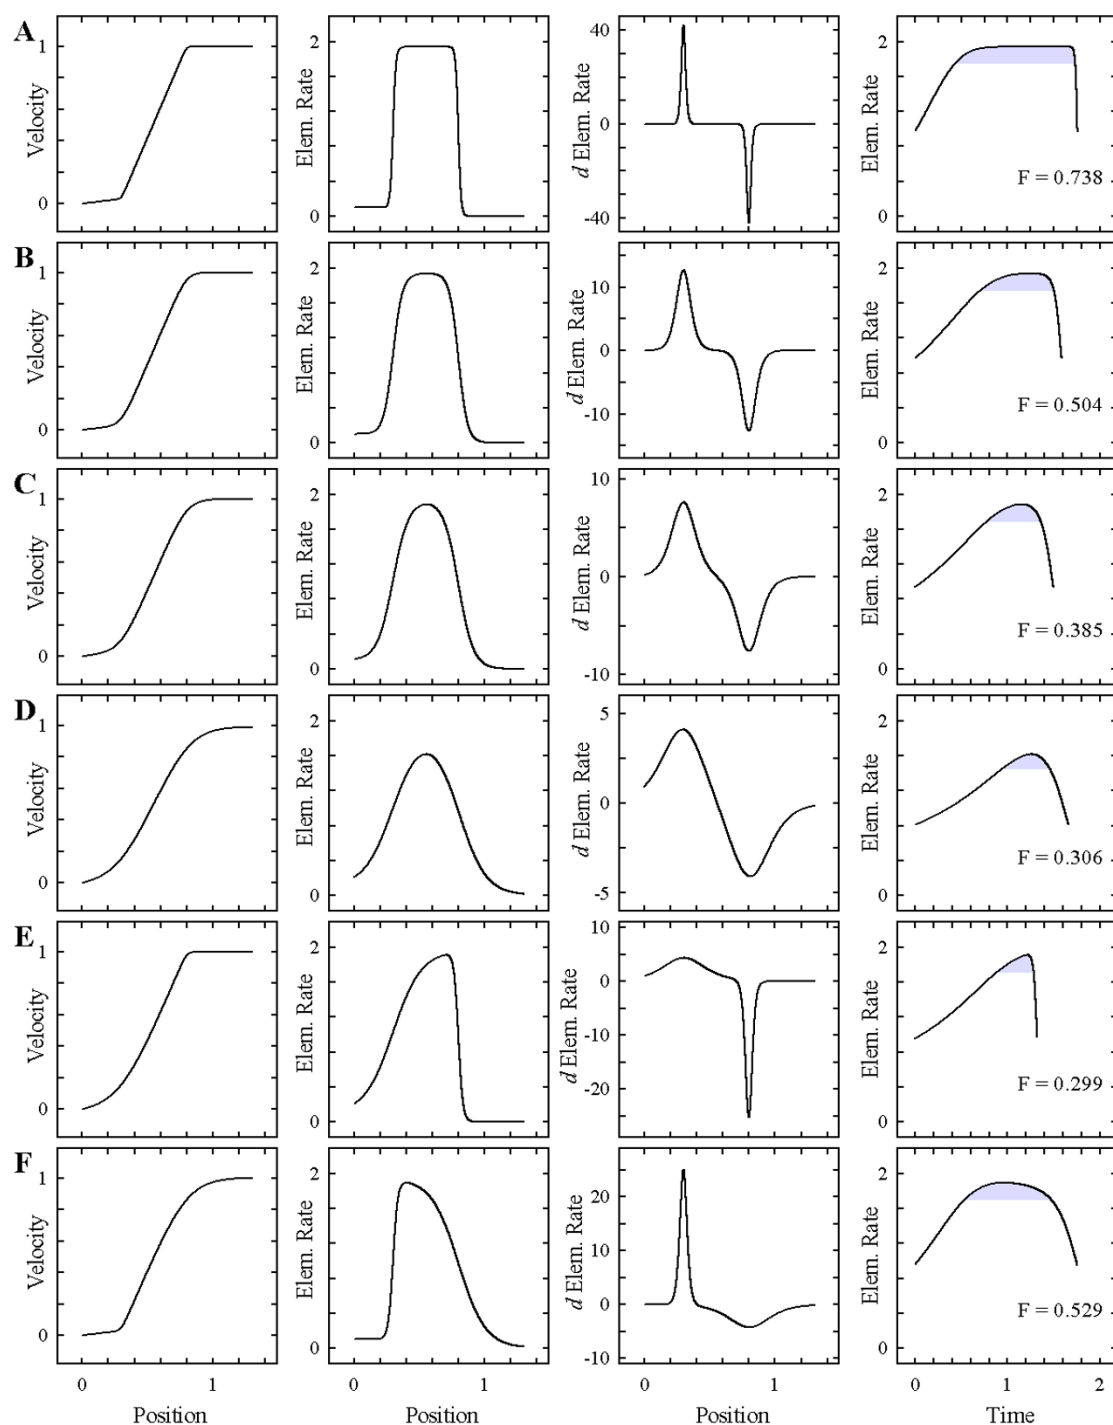 A
Velocity
1
0
Elem. Rate
2
0
d Elem. Rate
40
0
-40
Elem. Rate
2
0
F = 0.738
B
Velocity
1
0
Elem. Rate
2
0
d Elem. Rate
10
0
-10
Elem. Rate
2
0
F = 0.504
C
Velocity
1
0
Elem. Rate
2
0
d Elem. Rate
10
0
-10
Elem. Rate
2
0
F = 0.385
D
Velocity
1
0
Elem. Rate
2
0
d Elem. Rate
5
0
-5
Elem. Rate
2
0
F = 0.306
E
Velocity
1
0
Elem. Rate
2
0
d Elem. Rate
10
0
-10
-20
Elem. Rate
2
0
F = 0.299
F
Velocity
1
0
Elem. Rate
2
0
d Elem. Rate
20
10
0
-10
Elem. Rate
2
0
F = 0.529
0 1
0 1
0 1
0 1 2
Position
Position
Position
Time